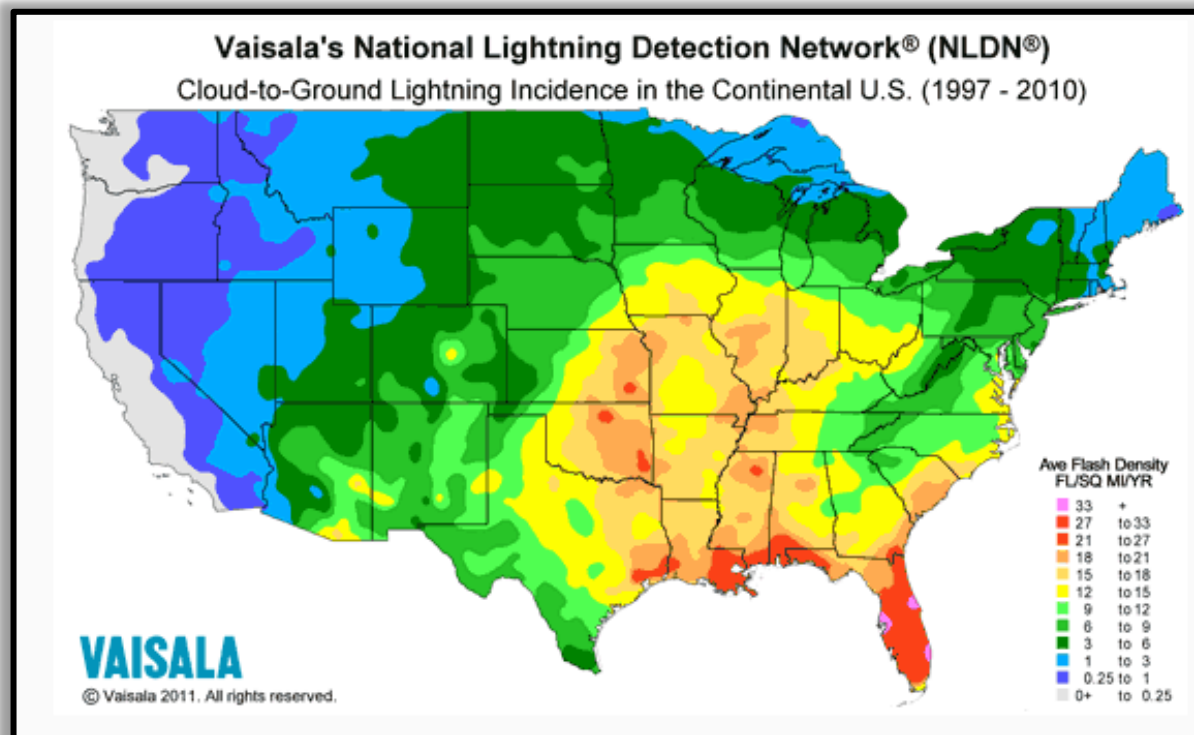 Vaisala's National Lightning Detection Network® (NLDN®)
Cloud-to-Ground Lightning Incidence in the Continental U.S. (1997 - 2010)
Ave Flash Density
FL/SQ MI/YR
33 +
27 to 33
21 to 27
18 to 21
15 to 18
12 to 15
9 to 12
6 to 9
3 to 6
1 to 3
0.25 to 1
0+ to 0.25
VAISALA
© Vaisala 2011. All rights reserved.